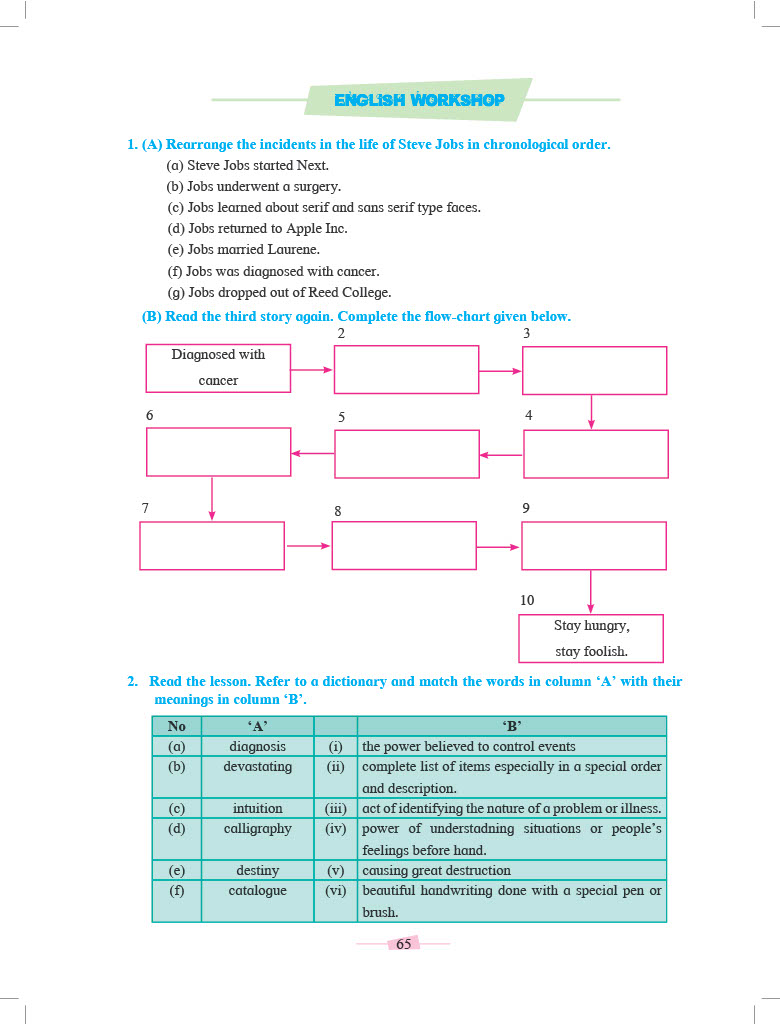 ENGLISH WORKSHOP
1. (A) Rearrange the incidents in the life of Steve Jobs in chronological order.
(a) Steve Jobs started Next.
(b) Jobs underwent a surgery.
(c) Jobs learned about serif and sans serif type faces.
(d) Jobs returned to Apple Inc.
(e) Jobs married Laurene.
(f) Jobs was diagnosed with cancer.
(g) Jobs dropped out of Reed College.
(B) Read the third story again. Complete the flow-chart given below.
2 3
Diagnosed with
cancer
6 5 4
7 8 9
10
Stay hungry,
stay foolish.
2. Read the lesson. Refer to a dictionary and match the words in column ‘A’ with their
meanings in column ‘B’.
No ‘A’ ‘B’
(a) diagnosis (i) the power believed to control events
(b) devastating (ii) complete list of items especially in a special order
and description.
(c) intuition (iii) act of identifying the nature of a problem or illness.
(d) calligraphy (iv) power of understadning situations or people’s
feelings before hand.
(e) destiny (v) causing great destruction
(f) catalogue (vi) beautiful handwriting done with a special pen or
brush.
65